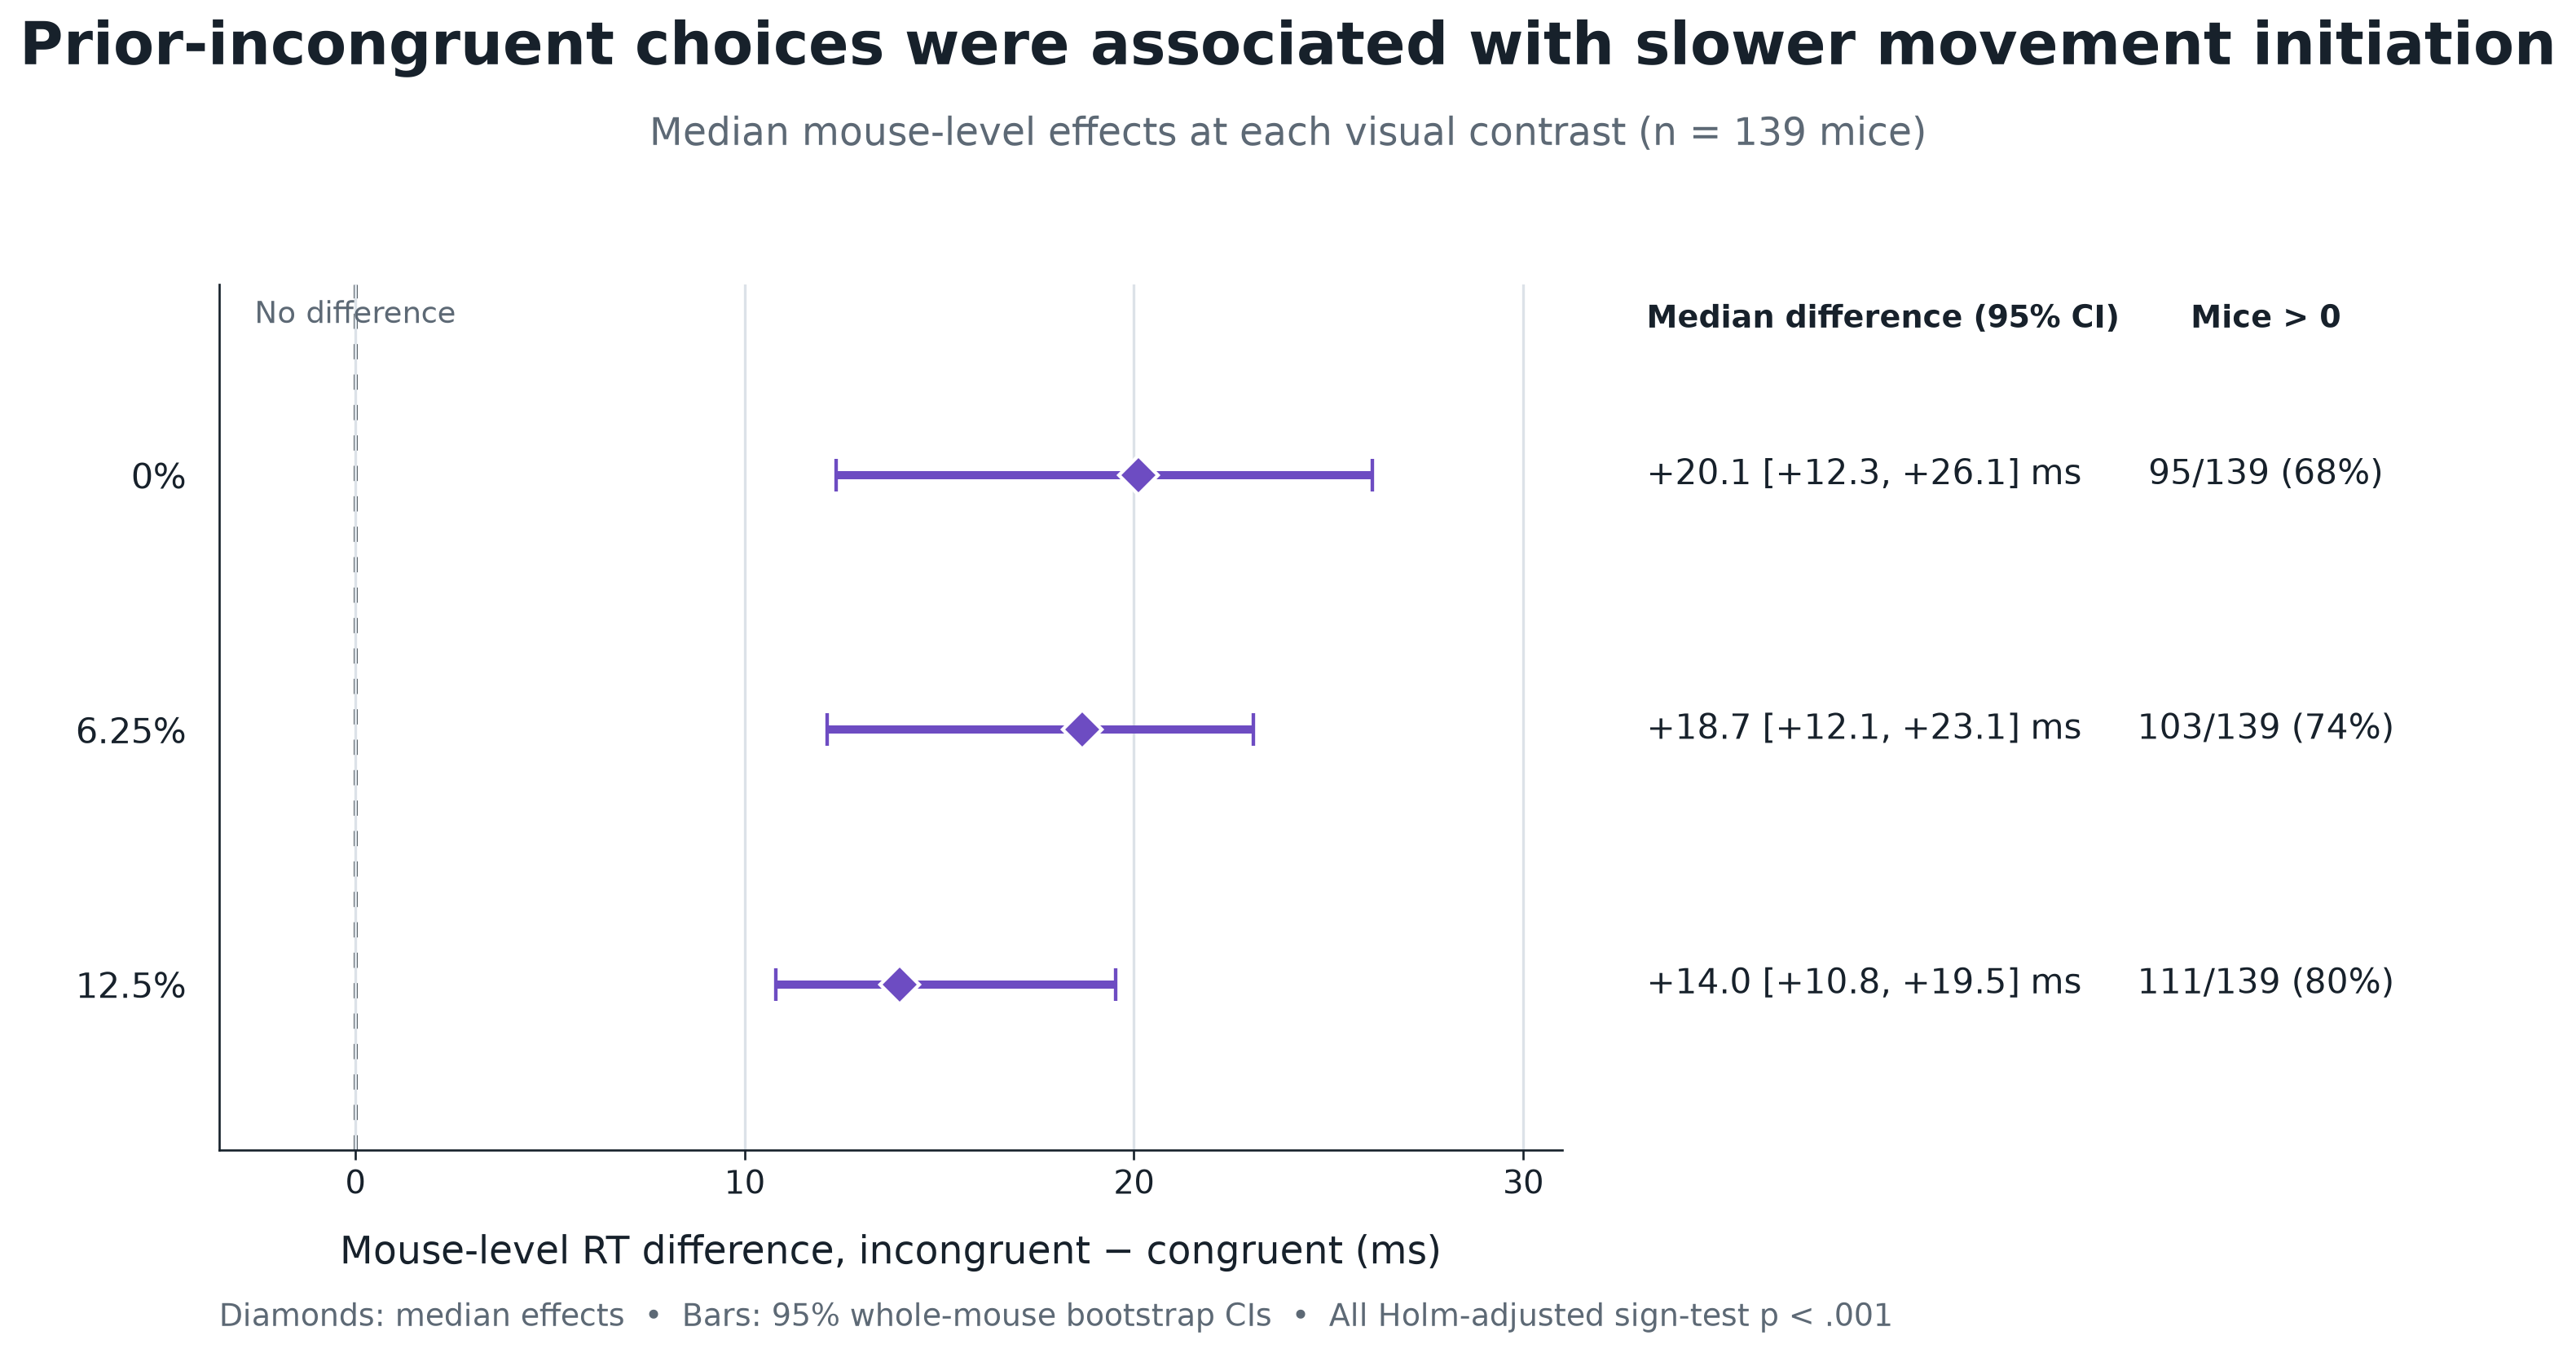 Prior-incongruent choices were associated with slower movement initiation
Median mouse-level effects at each visual contrast (n = 139 mice)
No difference
Median difference (95% CI) Mice > 0
0% +20.1 [+12.3, +26.1] ms 95/139 (68%)
6.25% +18.7 [+12.1, +23.1] ms 103/139 (74%)
12.5% +14.0 [+10.8, +19.5] ms 111/139 (80%)
0 10 20 30
Mouse-level RT difference, incongruent − congruent (ms)
Diamonds: median effects • Bars: 95% whole-mouse bootstrap CIs • All Holm-adjusted sign-test p < .001